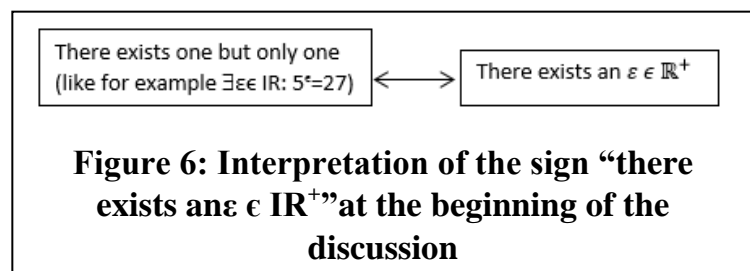 There exists one but only one
(like for example ∃εϵ IR: 5ᵋ=27)
There exists an ε ϵ ℝ⁺
Figure 6: Interpretation of the sign “there
exists anε ϵ IR⁺”at the beginning of the
discussion